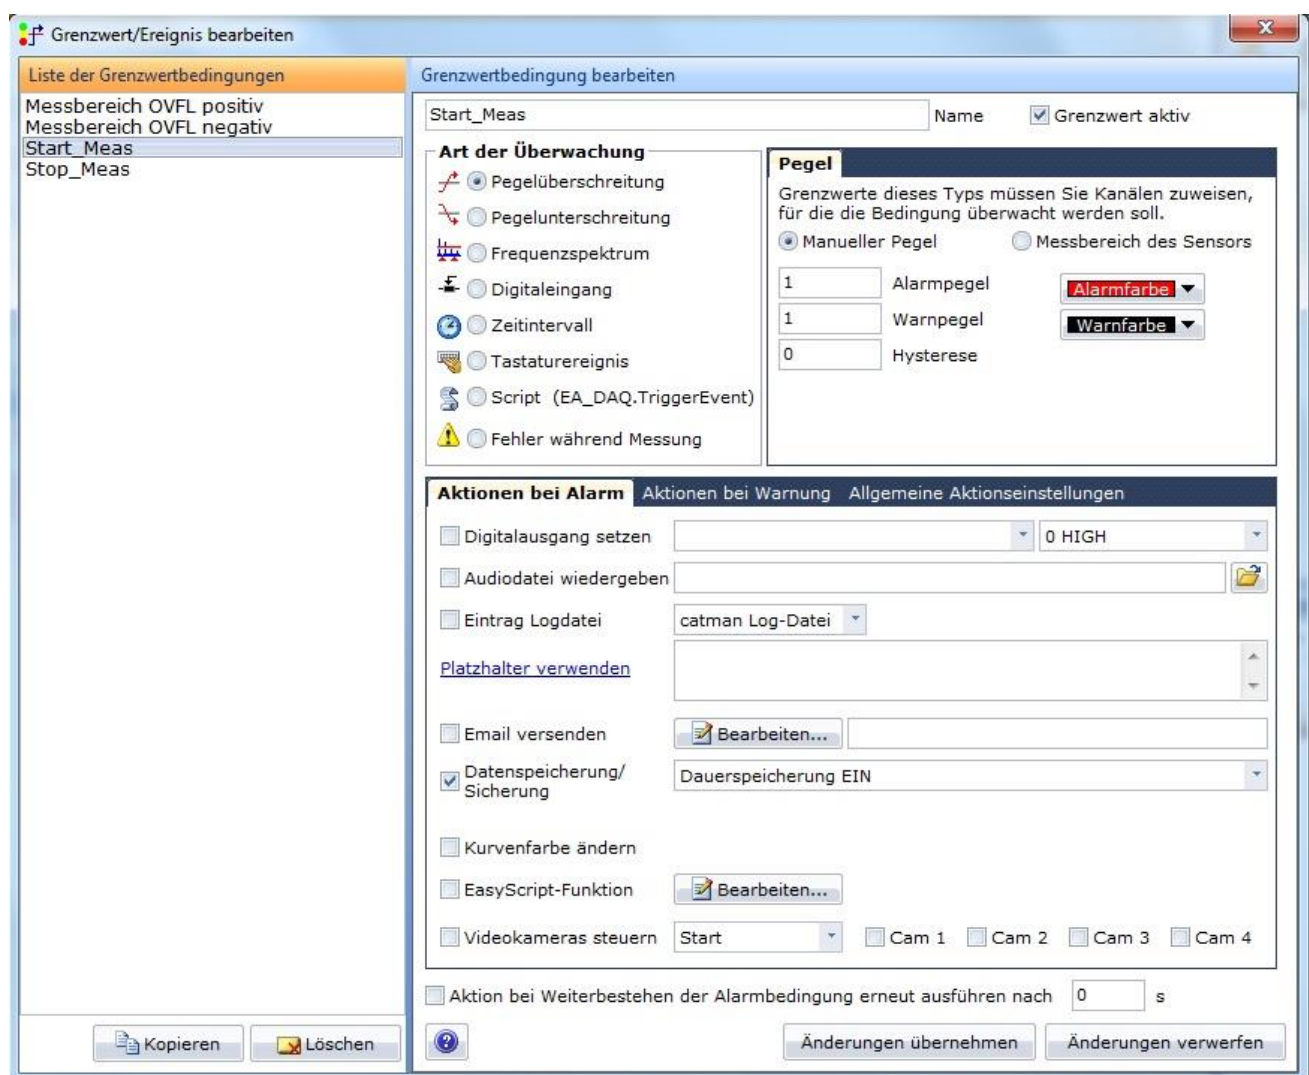 Grenzwert/Ereignis bearbeiten
x
Liste der Grenzwertbedingungen
Messbereich OVFL positiv
Messbereich OVFL negativ
Start_Meas
Stop_Meas
Kopieren
Löschen
Grenzwertbedingung bearbeiten
Start_Meas Name Grenzwert aktiv
Art der Überwachung
Pegelüberschreitung
Pegelunterschreitung
Frequenzspektrum
Digitaleingang
Zeitintervall
Tastaturereignis
Script (EA_DAQ.TriggerEvent)
Fehler während Messung
Pegel
Grenzwerte dieses Typs müssen Sie Kanälen zuweisen,
für die die Bedingung überwacht werden soll.
Manueller Pegel Messbereich des Sensors
1 Alarmpegel Alarmfarbe
1 Warnpegel Warnfarbe
0 Hysterese
Aktionen bei Alarm Aktionen bei Warnung Allgemeine Aktionseinstellungen
Digitalausgang setzen 0 HIGH
Audiodatei wiedergeben
Eintrag Logdatei catman Log-Datei
Platzhalter verwenden
Email versenden Bearbeiten...
Datenspeicherung/
Sicherung
Dauerspeicherung EIN
Kurvenfarbe ändern
EasyScript-Funktion Bearbeiten...
Videokameras steuern Start Cam 1 Cam 2 Cam 3 Cam 4
Aktion bei Weiterbestehen der Alarmbedingung erneut ausführen nach 0 s
? Änderungen übernehmen Änderungen verwerfen